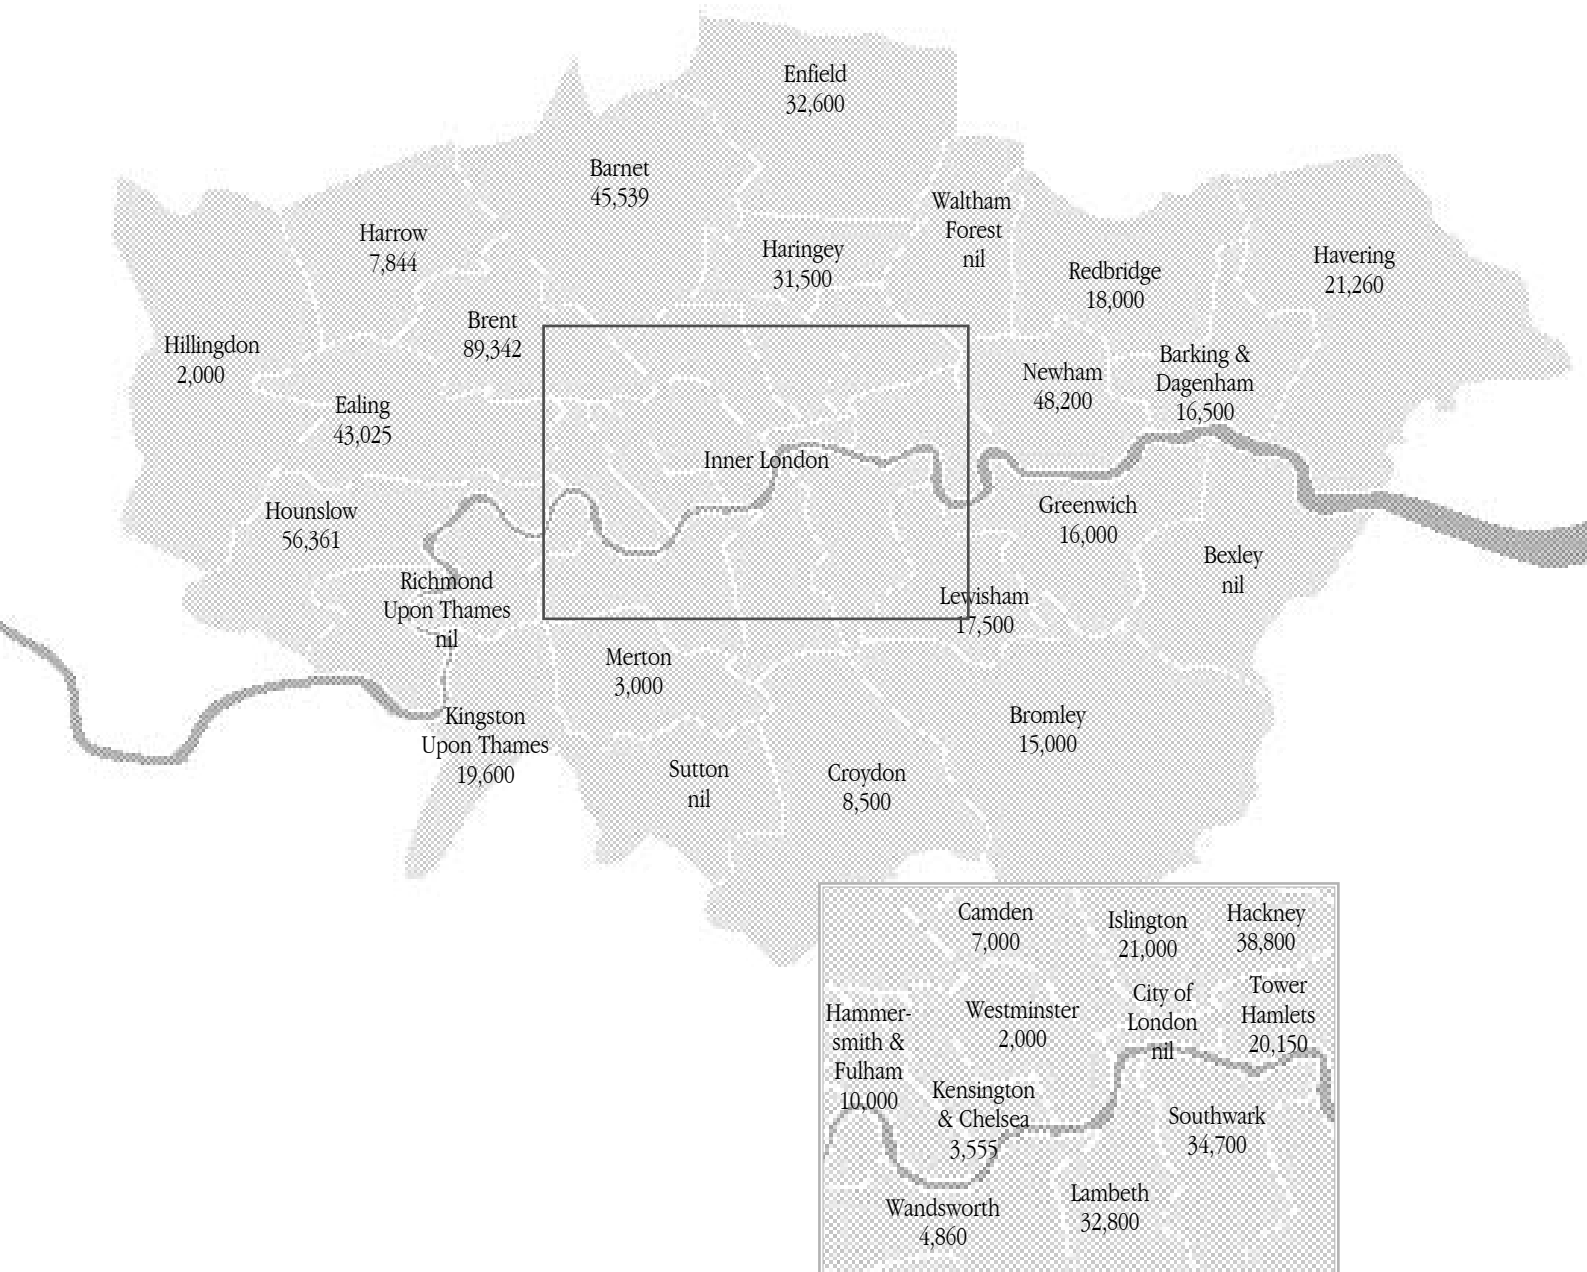 Enfield
32,600
Barnet
45,539
Waltham
Forest
nil
Harrow
7,844
Haringey
31,500
Redbridge
18,000
Havering
21,260
Brent
89,342
Hillingdon
2,000
Barking &
Dagenham
16,500
Newham
48,200
Ealing
43,025
Inner London
Hounslow
56,361
Greenwich
16,000
Bexley
nil
Richmond
Upon Thames
nil
Lewisham
17,500
Merton
3,000
Kingston
Upon Thames
19,600
Bromley
15,000
Sutton
nil
Croydon
8,500
Camden
7,000
Islington
21,000
Hackney
38,800
City of
London
nil
Tower
Hamlets
20,150
Hammer-
smith &
Fulham
10,000
Westminster
2,000
Kensington
& Chelsea
3,555
Southwark
34,700
Wandsworth
4,860
Lambeth
32,800